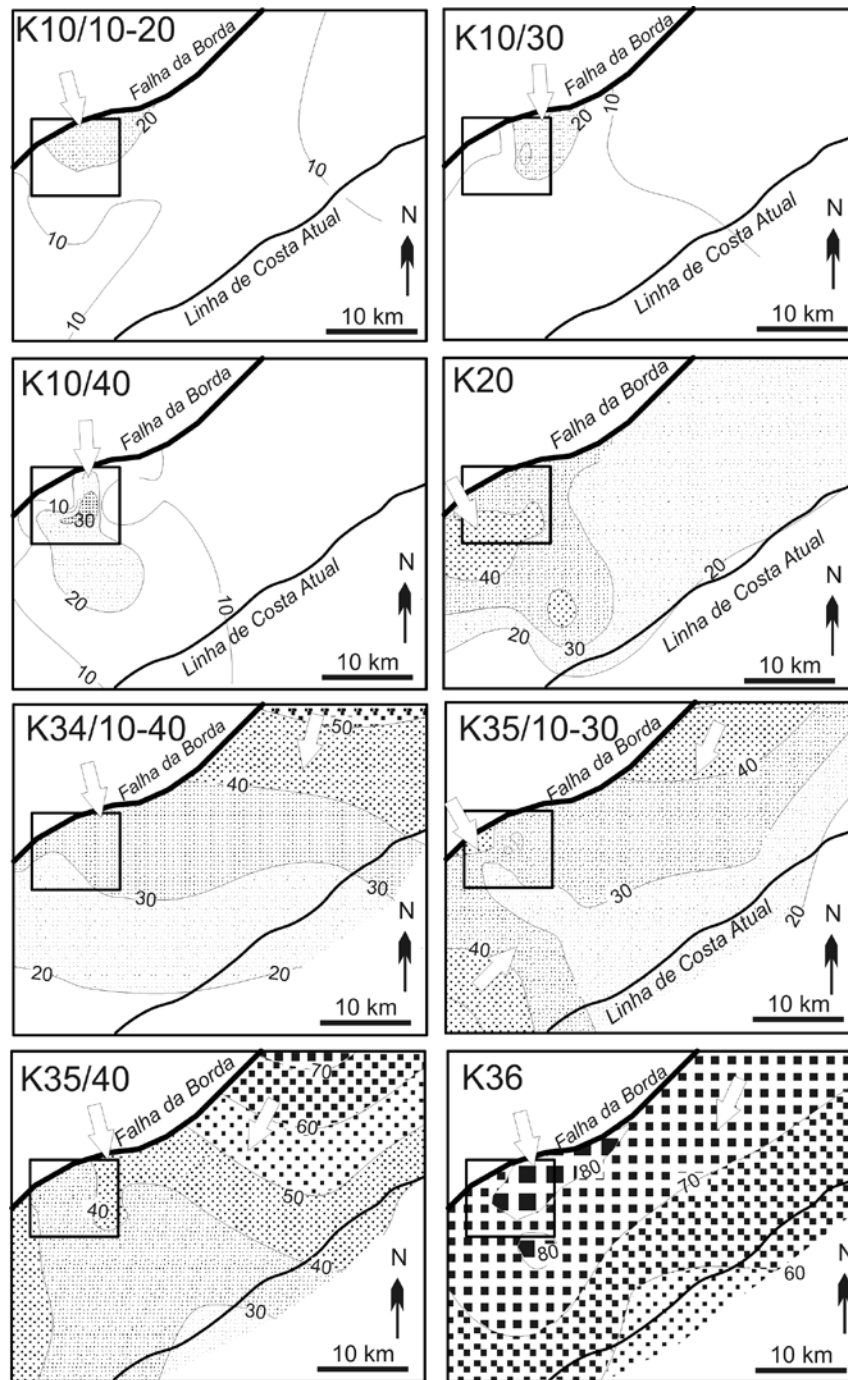 K10/10-20
Falha da Borda
20
10
10
10
Linha de Costa Atual
N
10 km
K10/30
Falha da Borda
20
10
10
Linha de Costa Atual
N
10 km
K10/40
Falha da Borda
10
30
20
10
10
Linha de Costa Atual
N
10 km
K20
Falha da Borda
40
20
20
30
Linha de Costa Atual
N
10 km
K34/10-40
Falha da Borda
50
40
30
30
20
20
N
10 km
K35/10-30
Falha da Borda
40
30
40
20
Linha de Costa Atual
N
10 km
K35/40
Falha da Borda
70
60
50
40
40
30
N
10 km
K36
Falha da Borda
80
70
80
60
N
10 km